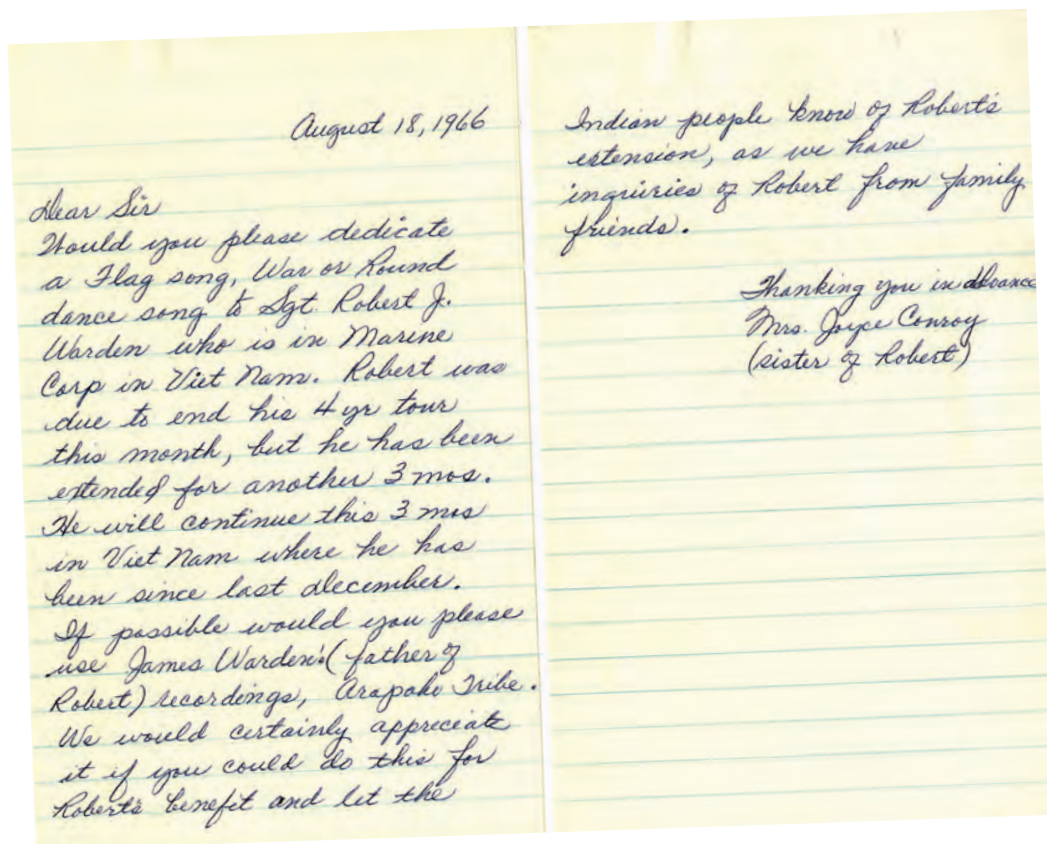 August 18, 1966
Dear Sir
Would you please dedicate
a Flag song, War or Round
dance song to Sgt. Robert J.
Warden who is in Marine
Corp in Viet Nam. Robert was
due to end his 4 yr tour
this month, but he has been
extended for another 3 mos.
He will continue this 3 mos
in Viet Nam where he has
been since last December.
If possible would you please
use James Warden's (father of
Robert) recordings, Arapaho Tribe.
We would certainly appreciate
it if you could do this for
Robert's benefit and let the
Indian people know of Robert's
extension, as we have
inquiries of Robert from family
friends.
Thanking you in advance
Mrs. Joyce Conroy
(sister of Robert)